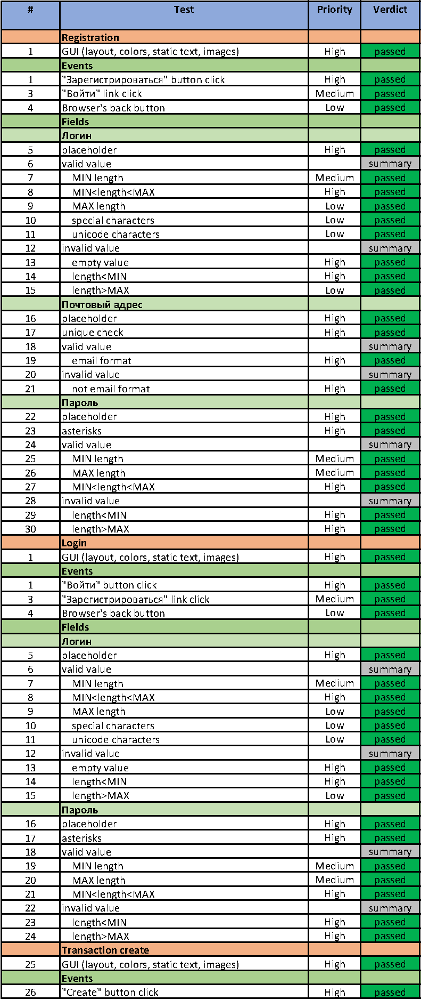 # Test Priority Verdict
Registration
1 GUI (layout, colors, static text, images) High passed
Events
1 "Зарегистрироваться" button click High passed
3 "Войти" link click Medium passed
4 Browser's back button Low passed
Fields
Логин
5 placeholder High passed
6 valid value summary
7 MIN length Medium passed
8 MIN<length<MAX High passed
9 MAX length Low passed
10 special characters Low passed
11 unicode characters Low passed
12 invalid value summary
13 empty value High passed
14 length<MIN High passed
15 length>MAX Low passed
Почтовый адрес
16 placeholder High passed
17 unique check High passed
18 valid value summary
19 email format High passed
20 invalid value summary
21 not email format High passed
Пароль
22 placeholder High passed
23 asterisks High passed
24 valid value summary
25 MIN length Medium passed
26 MAX length Medium passed
27 MIN<length<MAX High passed
28 invalid value summary
29 length<MIN High passed
30 length>MAX High passed
Login
1 GUI (layout, colors, static text, images) High passed
Events
1 "Войти" button click High passed
3 "Зарегистрироваться" link click Medium passed
4 Browser's back button Low passed
Fields
Логин
5 placeholder High passed
6 valid value summary
7 MIN length Medium passed
8 MIN<length<MAX High passed
9 MAX length Low passed
10 special characters Low passed
11 unicode characters Low passed
12 invalid value summary
13 empty value High passed
14 length<MIN High passed
15 length>MAX Low passed
Пароль
16 placeholder High passed
17 asterisks High passed
18 valid value summary
19 MIN length Medium passed
20 MAX length Medium passed
21 MIN<length<MAX High passed
22 invalid value summary
23 length<MIN High passed
24 length>MAX High passed
Transaction create
25 GUI (layout, colors, static text, images) High passed
Events
26 "Create" button click High passed